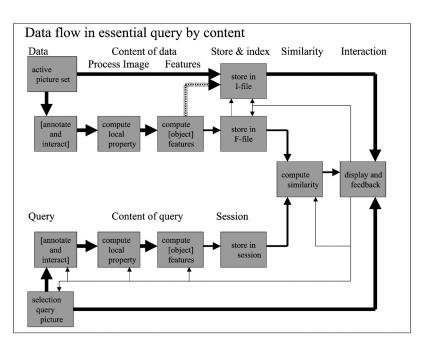 Data flow in essential query by content
Data Content of data Store & index Similarity Interaction
Process Image Features
active
picture set
store in
I-file
[annotate
and
interact]
compute
local
property
compute
[object]
features
store in
F-file
compute
similarity
display and
feedback
Query Content of query Session
[annotate
and
interact]
compute
local
property
compute
[object]
features
store in
session
selection
query
picture